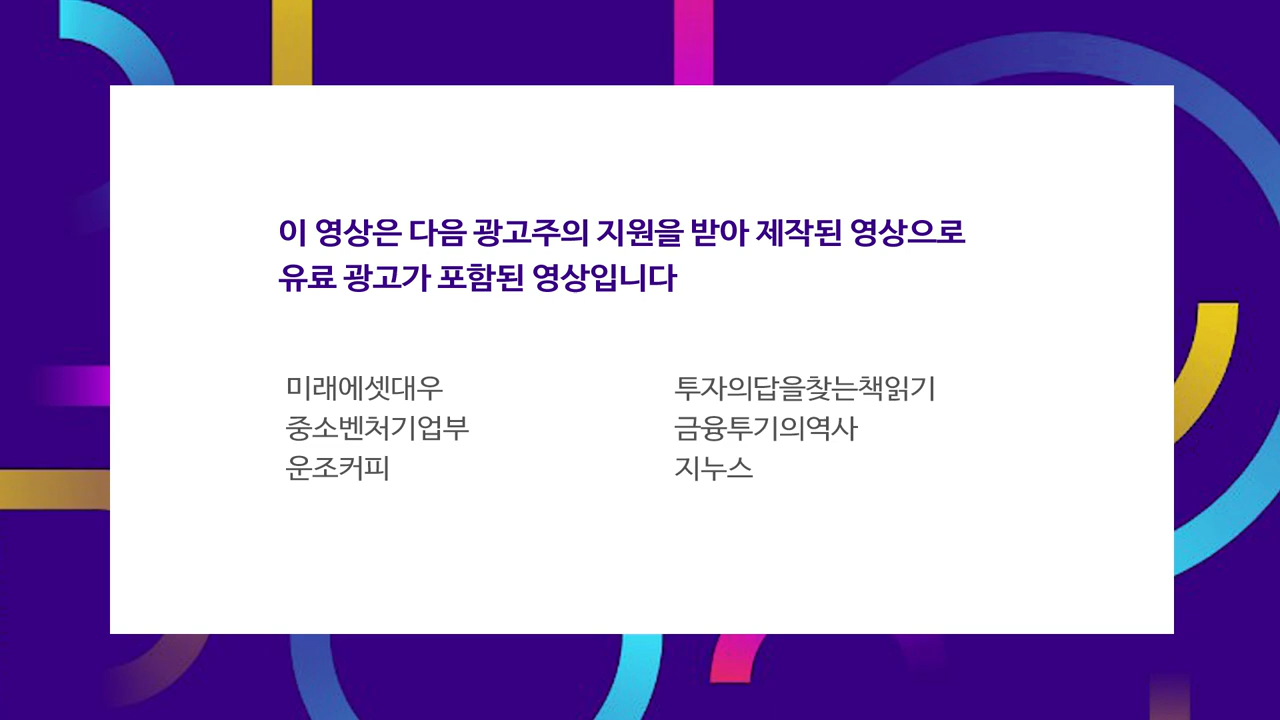 이 영상은 다음 광고주의 지원을 받아 제작된 영상으로
유료 광고가 포함된 영상입니다
미래에셋대우
중소벤처기업부
운조커피
투자의답을찾는책읽기
금융투기의역사
지누스